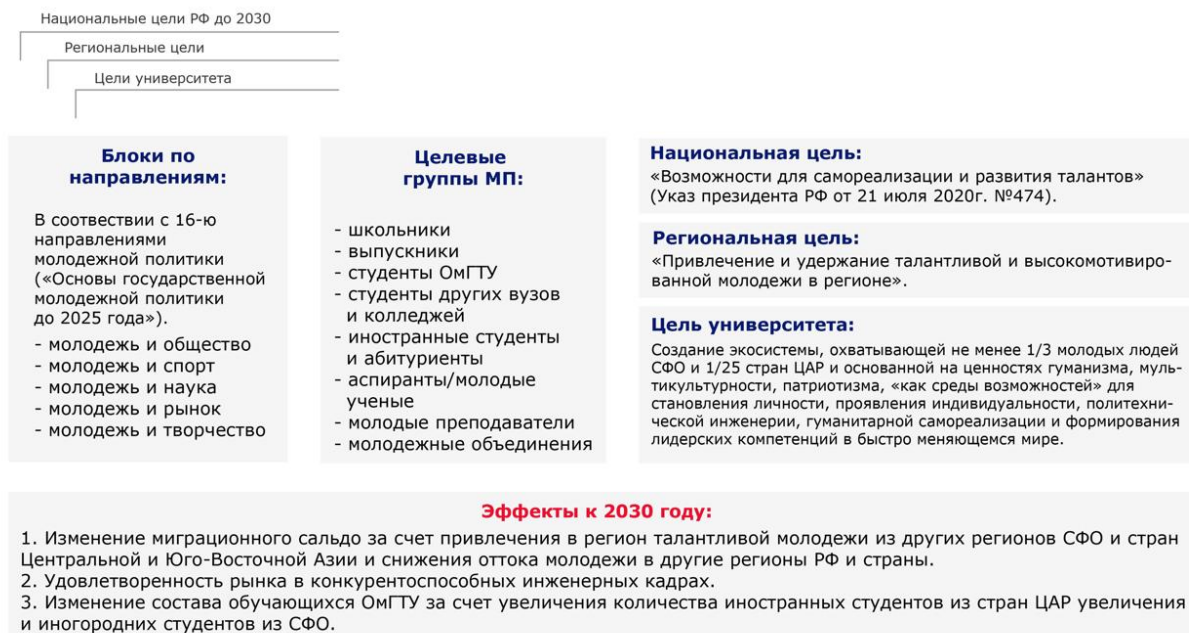 Национальные цели РФ до 2030
Региональные цели
Цели университета
Блоки по
направлениям:
В соотвествии с 16-ю
направлениями
молодежной политики
(«Основы государственной
молодежной политики
до 2025 года»).
- молодежь и общество
- молодежь и спорт
- молодежь и наука
- молодежь и рынок
- молодежь и творчество
Целевые
группы МП:
- школьники
- выпускники
- студенты ОмГТУ
- студенты других вузов
и колледжей
- иностранные студенты
и абитуриенты
- аспиранты/молодые
ученые
- молодые преподаватели
- молодежные объединения
Национальная цель:
«Возможности для самореализации и развития талантов»
(Указ президента РФ от 21 июля 2020г. №474).
Региональная цель:
«Привлечение и удержание талантливой и высокомотивиро-
ванной молодежи в регионе».
Цель университета:
Создание экосистемы, охватывающей не менее 1/3 молодых людей
СФО и 1/25 стран ЦАР и основанной на ценностях гуманизма, муль-
тикультурности, патриотизма, «как среды возможностей» для
становления личности, проявления индивидуальности, политехни-
ческой инженерии, гуманитарной самореализации и формирования
лидерских компетенций в быстро меняющемся мире.
Эффекты к 2030 году:
1. Изменение миграционного сальдо за счет привлечения в регион талантливой молодежи из других регионов СФО и стран
Центральной и Юго-Восточной Азии и снижения оттока молодежи в другие регионы РФ и страны.
2. Удовлетворенность рынка в конкурентоспособных инженерных кадрах.
3. Изменение состава обучающихся ОмГТУ за счет увеличения количества иностранных студентов из стран ЦАР увеличения
и иногородних студентов из СФО.